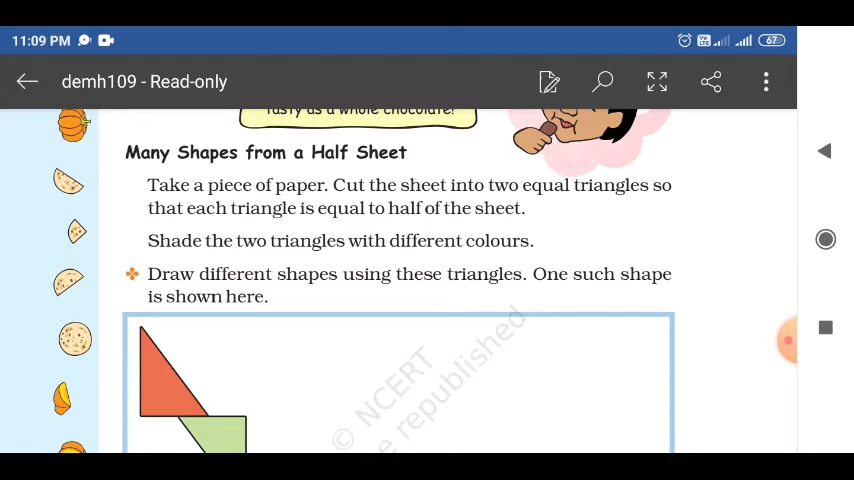 11:09 PM
67
demh109 - Read-only
Tasty as a whole chocolate!
Many Shapes from a Half Sheet
Take a piece of paper. Cut the sheet into two equal triangles so
that each triangle is equal to half of the sheet.
Shade the two triangles with different colours.
Draw different shapes using these triangles. One such shape
is shown here.
© NCERT
e republished